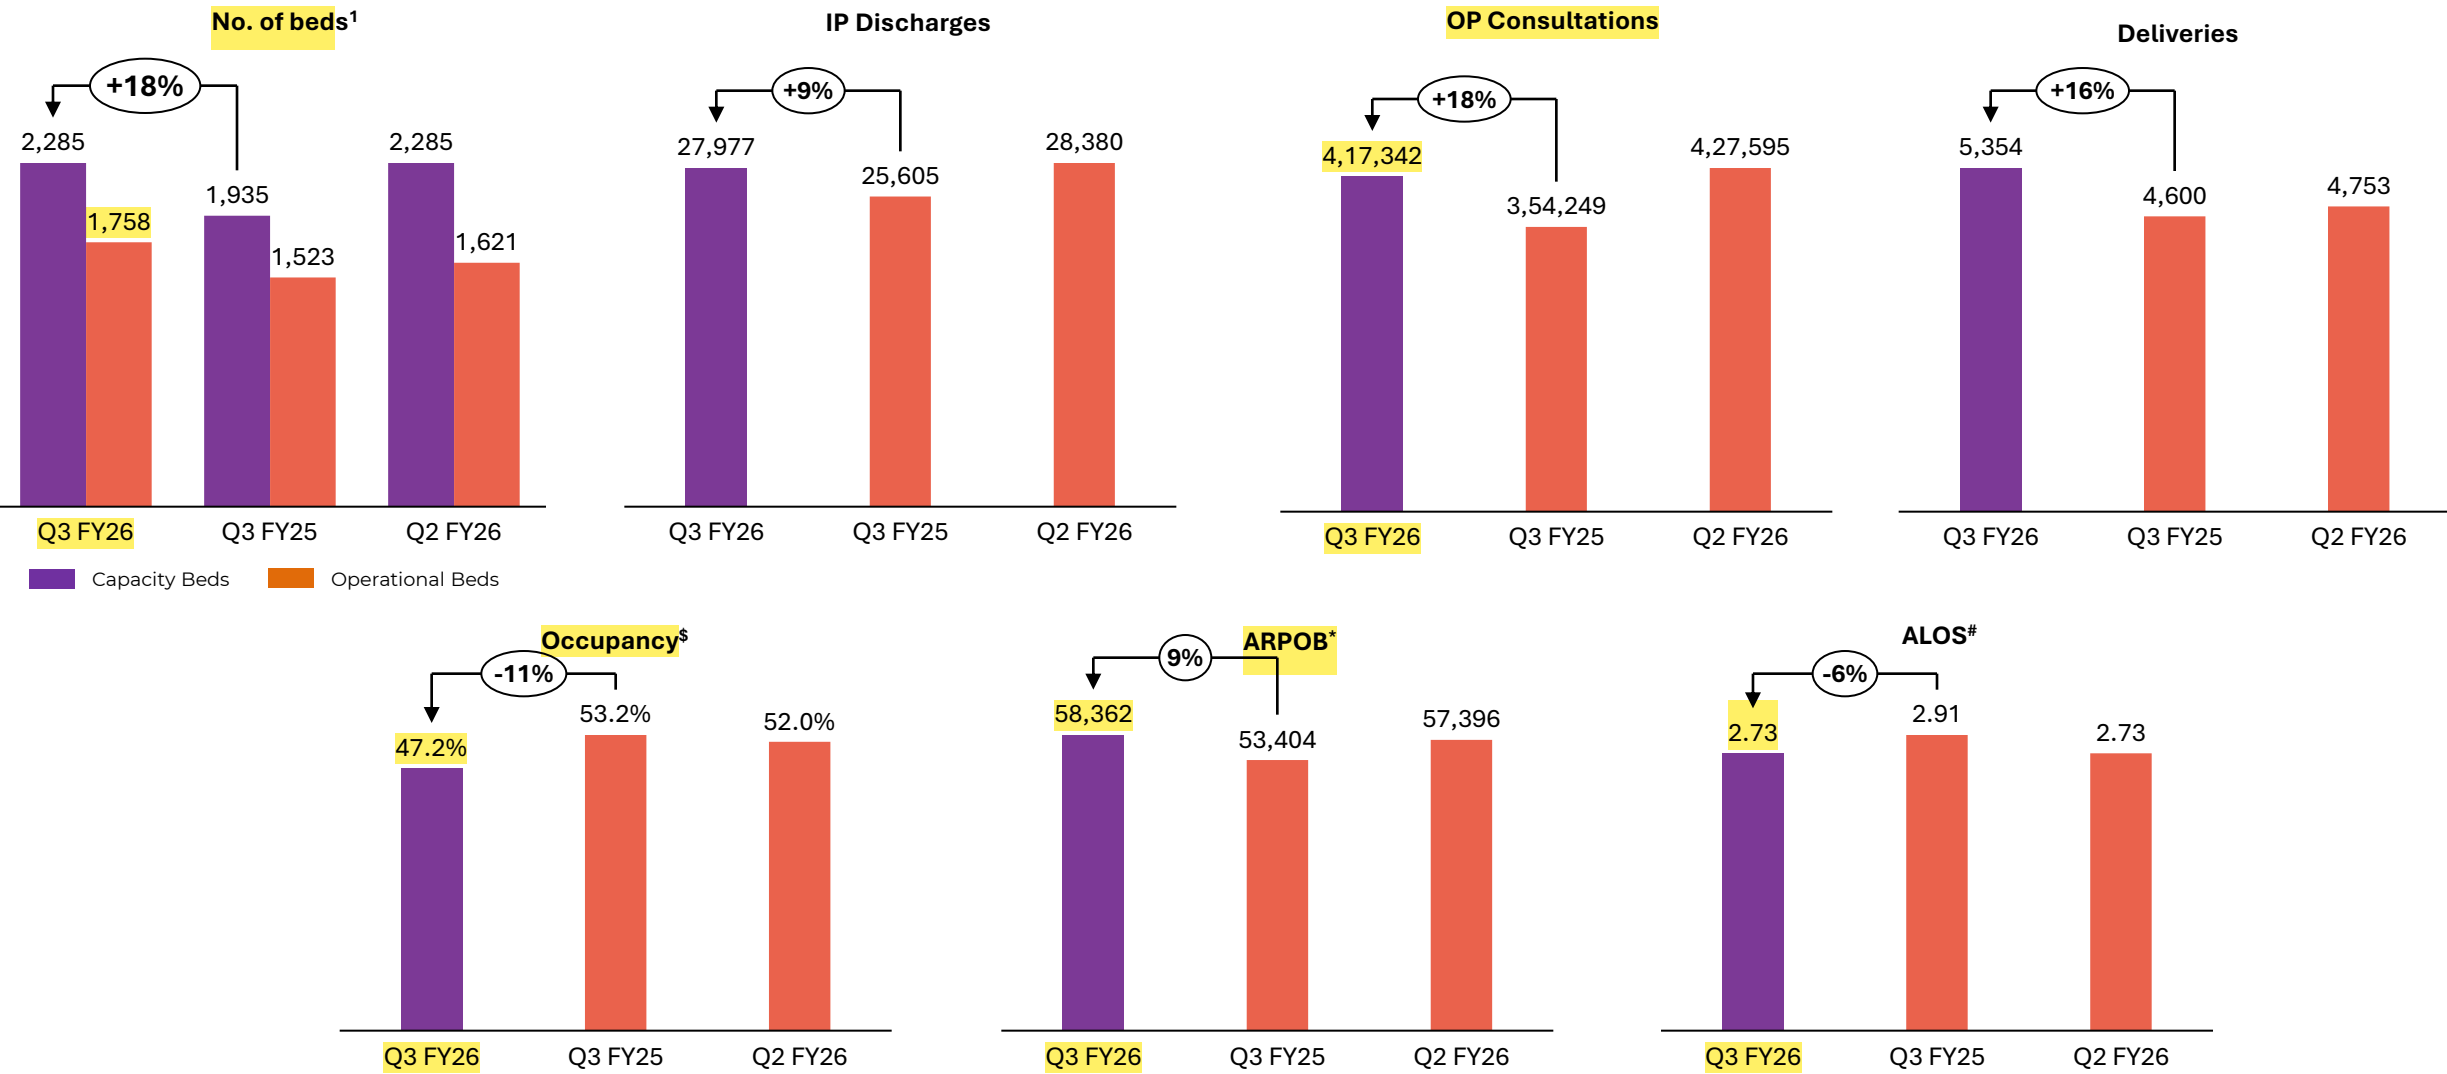 No. of beds¹
+18%
2,285
1,758
1,935
1,523
2,285
1,621
Q3 FY26
Q3 FY25
Q2 FY26
Capacity Beds
Operational Beds
IP Discharges
+9%
27,977
25,605
28,380
Q3 FY26
Q3 FY25
Q2 FY26
OP Consultations
+18%
4,17,342
3,54,249
4,27,595
Q3 FY26
Q3 FY25
Q2 FY26
Deliveries
+16%
5,354
4,600
4,753
Q3 FY26
Q3 FY25
Q2 FY26
Occupancy$
-11%
47.2%
53.2%
52.0%
Q3 FY26
Q3 FY25
Q2 FY26
ARPOB*
9%
58,362
53,404
57,396
Q3 FY26
Q3 FY25
Q2 FY26
ALOS#
-6%
2.73
2.91
2.73
Q3 FY26
Q3 FY25
Q2 FY26